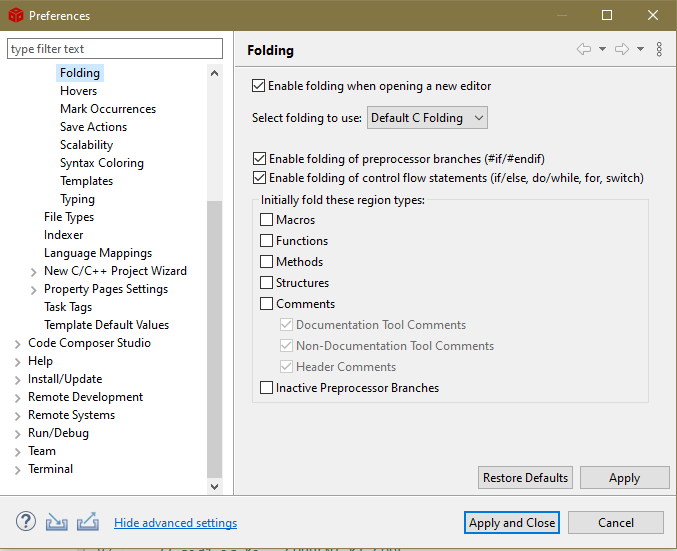 Preferences
type filter text
Folding
Hovers
Mark Occurrences
Save Actions
Scalability
Syntax Coloring
Templates
Typing
File Types
Indexer
Language Mappings
New C/C++ Project Wizard
Property Pages Settings
Task Tags
Template Default Values
Code Composer Studio
Help
Install/Update
Remote Development
Remote Systems
Run/Debug
Team
Terminal
Folding
Enable folding when opening a new editor
Select folding to use: Default C Folding
Enable folding of preprocessor branches (#if/#endif)
Enable folding of control flow statements (if/else, do/while, for, switch)
Initially fold these region types:
Macros
Functions
Methods
Structures
Comments
Documentation Tool Comments
Non-Documentation Tool Comments
Header Comments
Inactive Preprocessor Branches
Restore Defaults Apply
Hide advanced settings
Apply and Close Cancel